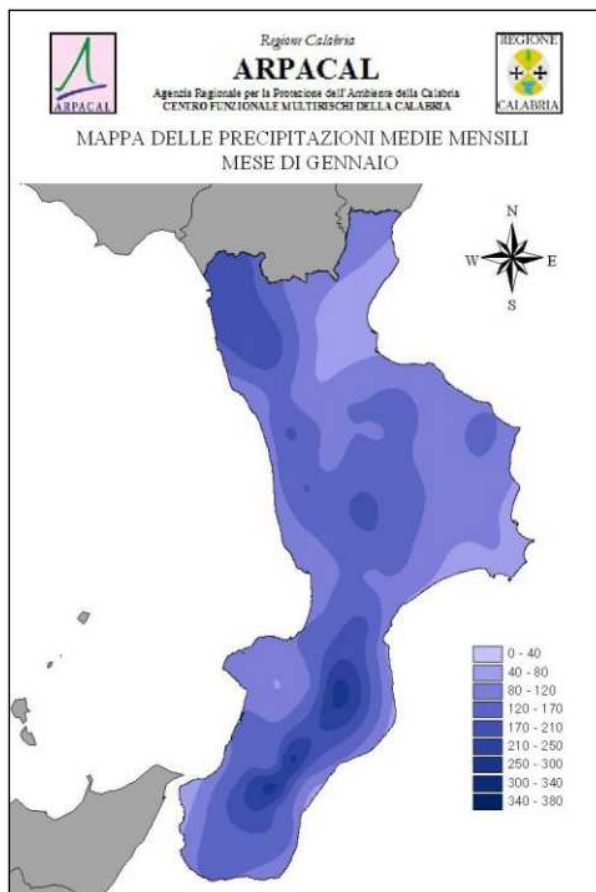 ARPACAL
Regione Calabria
ARPACAL
Agenzia Regionale per la Protezione dell'Ambiente della Calabria
CENTRO FUNZIONALE MULTIRISCHI DELLA CALABRIA
REGIONE
CALABRIA
MAPPA DELLE PRECIPITAZIONI MEDIE MENSILI
MESE DI GENNAIO
N
W E
S
0 - 40
40 - 80
80 - 120
120 - 170
170 - 210
210 - 250
250 - 300
300 - 340
340 - 380